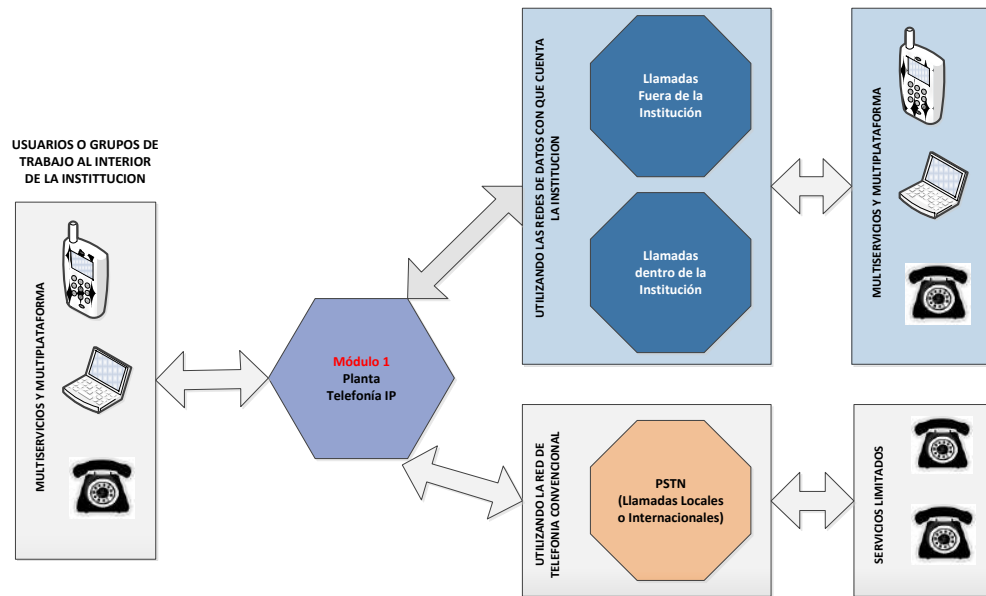 USUARIOS O GRUPOS DE
TRABAJO AL INTERIOR
DE LA INSTITTUCION
MULTISERVICIOS Y MULTIPLATAFORMA
Módulo 1
Planta
Telefonía IP
UTILIZANDO LAS REDES DE DATOS CON QUE CUENTA
LA INSTITUCION
Llamadas
Fuera de la
Institución
Llamadas
dentro de la
Institución
MULTISERVICIOS Y MULTIPLATAFORMA
UTILIZANDO LA RED DE
TELEFONIA CONVENCIONAL
PSTN
(Llamadas Locales
o Internacionales)
SERVICIOS LIMITADOS